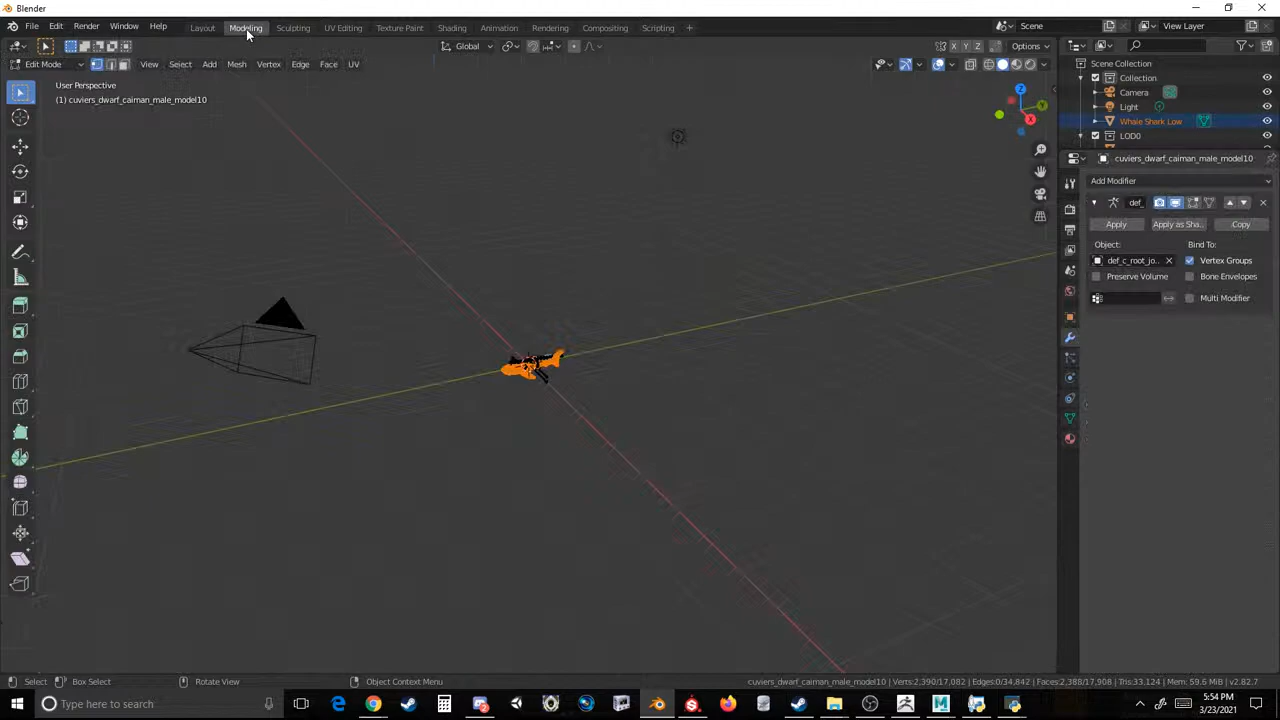 Blender
File Edit Render Window Help Layout Modeling Sculpting UV Editing Texture Paint Shading Animation Rendering Compositing Scripting Scene View Layer
Global X Y Z Options
Edit Mode View Select Add Mesh Vertex Edge Face UV
User Perspective
(1) cuviers_dwarf_caiman_male_model10
Z
Y
X
Scene Collection
Collection
Camera
Light
Whale Shark Low
LOD0
cuviers_dwarf_caiman_male_model10
Add Modifier
def_
Apply Apply as Sha.. Copy
Object: Bind To:
def_c_root_jo.. Vertex Groups
Preserve Volume Bone Envelopes
Multi Modifier
Select Box Select Rotate View Object Context Menu cuviers_dwarf_caiman_male_model10 | Verts:2,390/17,082 | Edges:0/34,842 | Faces:2,388/17,908 | Tris:33,124 | Mem: 59.6 MiB | v2.82.7
Type here to search
5:54 PM
3/23/2021